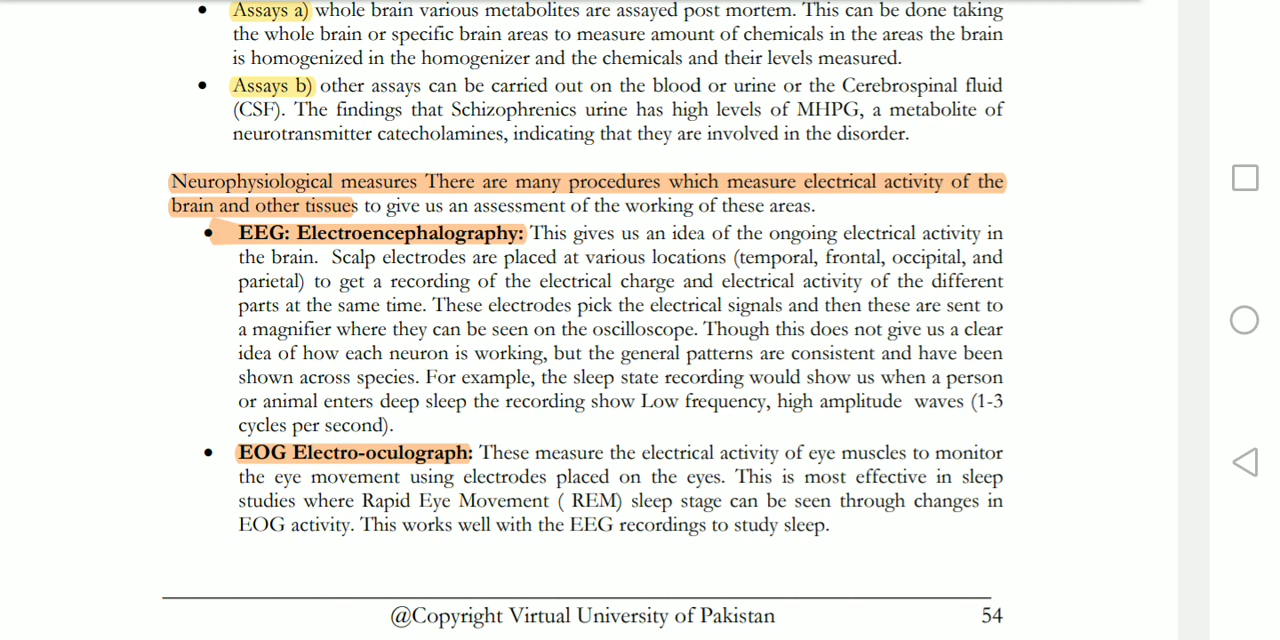 • Assays a) whole brain various metabolites are assayed post mortem. This can be done taking
the whole brain or specific brain areas to measure amount of chemicals in the areas the brain
is homogenized in the homogenizer and the chemicals and their levels measured.
• Assays b) other assays can be carried out on the blood or urine or the Cerebrospinal fluid
(CSF). The findings that Schizophrenics urine has high levels of MHPG, a metabolite of
neurotransmitter catecholamines, indicating that they are involved in the disorder.
Neurophysiological measures There are many procedures which measure electrical activity of the
brain and other tissues to give us an assessment of the working of these areas.
• EEG: Electroencephalography: This gives us an idea of the ongoing electrical activity in
the brain. Scalp electrodes are placed at various locations (temporal, frontal, occipital, and
parietal) to get a recording of the electrical charge and electrical activity of the different
parts at the same time. These electrodes pick the electrical signals and then these are sent to
a magnifier where they can be seen on the oscilloscope. Though this does not give us a clear
idea of how each neuron is working, but the general patterns are consistent and have been
shown across species. For example, the sleep state recording would show us when a person
or animal enters deep sleep the recording show Low frequency, high amplitude waves (1-3
cycles per second).
• EOG Electro-oculograph: These measure the electrical activity of eye muscles to monitor
the eye movement using electrodes placed on the eyes. This is most effective in sleep
studies where Rapid Eye Movement ( REM) sleep stage can be seen through changes in
EOG activity. This works well with the EEG recordings to study sleep.
@Copyright Virtual University of Pakistan 54